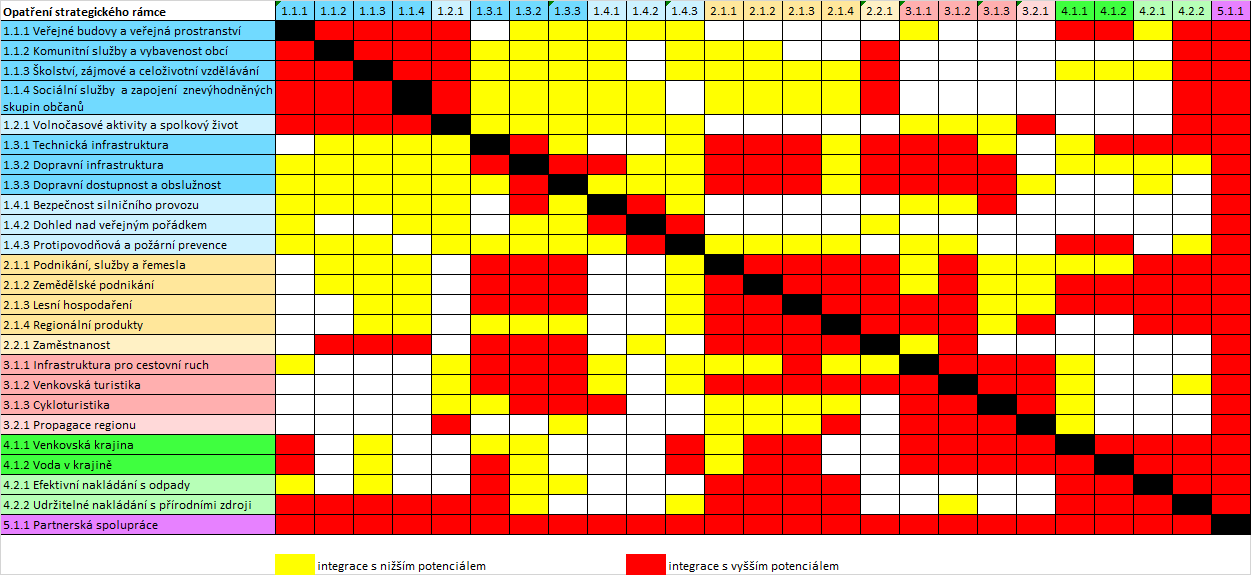 Opatření strategického rámce 1.1.1 1.1.2 1.1.3 1.1.4 1.2.1 1.3.1 1.3.2 1.3.3 1.4.1 1.4.2 1.4.3 2.1.1 2.1.2 2.1.3 2.1.4 2.2.1 3.1.1 3.1.2 3.1.3 3.2.1 4.1.1 4.1.2 4.2.1 4.2.2 5.1.1
1.1.1 Veřejné budovy a veřejná prostranství
1.1.2 Komunitní služby a vybavenost obcí
1.1.3 Školství, zájmové a celoživotní vzdělávání
1.1.4 Sociální služby a zapojení znevýhodněných
skupin občanů
1.2.1 Volnočasové aktivity a spolkový život
1.3.1 Technická infrastruktura
1.3.2 Dopravní infrastruktura
1.3.3 Dopravní dostupnost a obslužnost
1.4.1 Bezpečnost silničního provozu
1.4.2 Dohled nad veřejným pořádkem
1.4.3 Protipovodňová a požární prevence
2.1.1 Podnikání, služby a řemesla
2.1.2 Zemědělské podnikání
2.1.3 Lesní hospodaření
2.1.4 Regionální produkty
2.2.1 Zaměstnanost
3.1.1 Infrastruktura pro cestovní ruch
3.1.2 Venkovská turistika
3.1.3 Cykloturistika
3.2.1 Propagace regionu
4.1.1 Venkovská krajina
4.1.2 Voda v krajině
4.2.1 Efektivní nakládání s odpady
4.2.2 Udržitelné nakládání s přírodními zdroji
5.1.1 Partnerská spolupráce
integrace s nižším potenciálem integrace s vyšším potenciálem